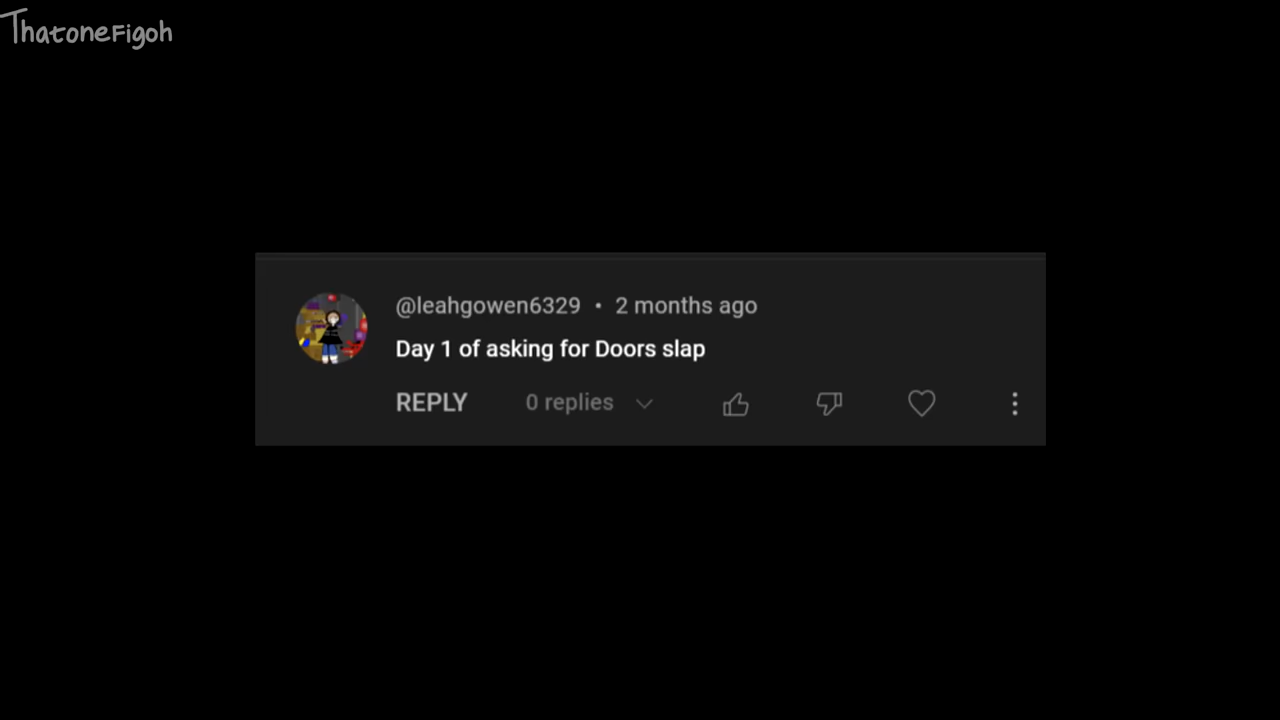 ThatoneFigoh
@leahgowen6329 • 2 months ago
Day 1 of asking for Doors slap
REPLY 0 replies